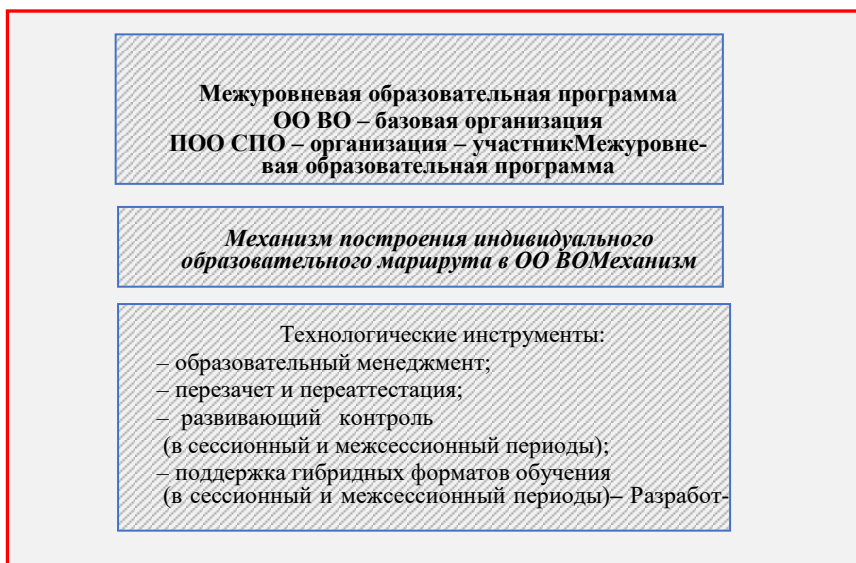 Межуровневая образовательная программа
ОО ВО – базовая организация
ПОО СПО – организация – участникМежуровне-
вая образовательная программа
Механизм построения индивидуального
образовательного маршрута в ОО ВОМеханизм
Технологические инструменты:
– образовательный менеджмент;
– перезачет и переаттестация;
– развивающий контроль
(в сессионный и межсессионный периоды);
– поддержка гибридных форматов обучения
(в сессионный и межсессионный периоды)– Разработ-